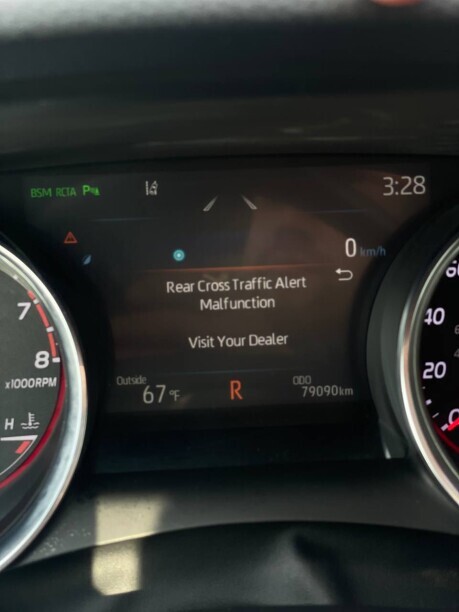 BSM RCTA P
3:28
0 km/h
Rear Cross Traffic Alert
Malfunction
Visit Your Dealer
Outside
67°F
R
ODO
79090km
7
8
x1000RPM
H
40
20